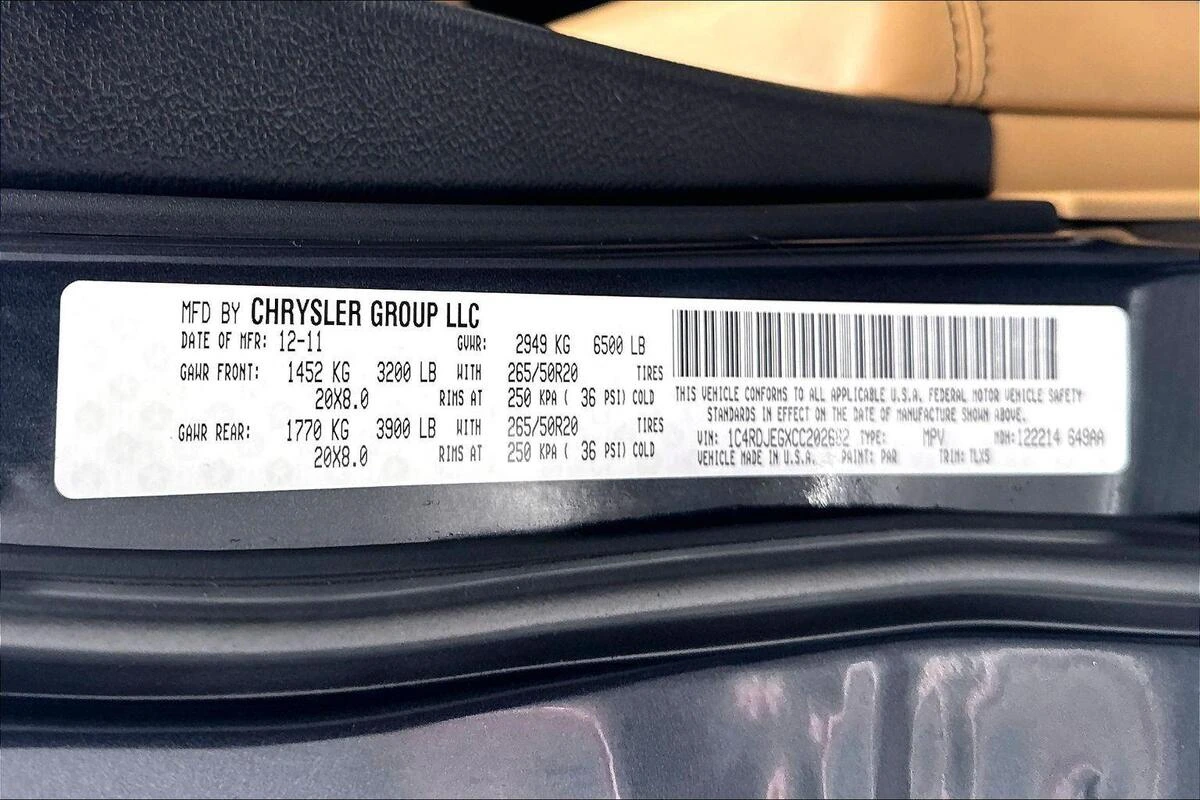 MFD BY CHRYSLER GROUP LLC
DATE OF MFR: 12-11 GVWR: 2949 KG 6500 LB
GAWR FRONT: 1452 KG 3200 LB WITH 265/50R20 TIRES
20X8.0 RIMS AT 250 KPA ( 36 PSI) COLD
GAWR REAR: 1770 KG 3900 LB WITH 265/50R20 TIRES
20X8.0 RIMS AT 250 KPA ( 36 PSI) COLD
THIS VEHICLE CONFORMS TO ALL APPLICABLE U.S.A. FEDERAL MOTOR VEHICLE SAFETY
STANDARDS IN EFFECT ON THE DATE OF MANUFACTURE SHOWN ABOVE.
VIN: TYPE: MPV MDH:122214 649AA
VEHICLE MADE IN U.S.A. PAINT: PAR TRIM: TLX5